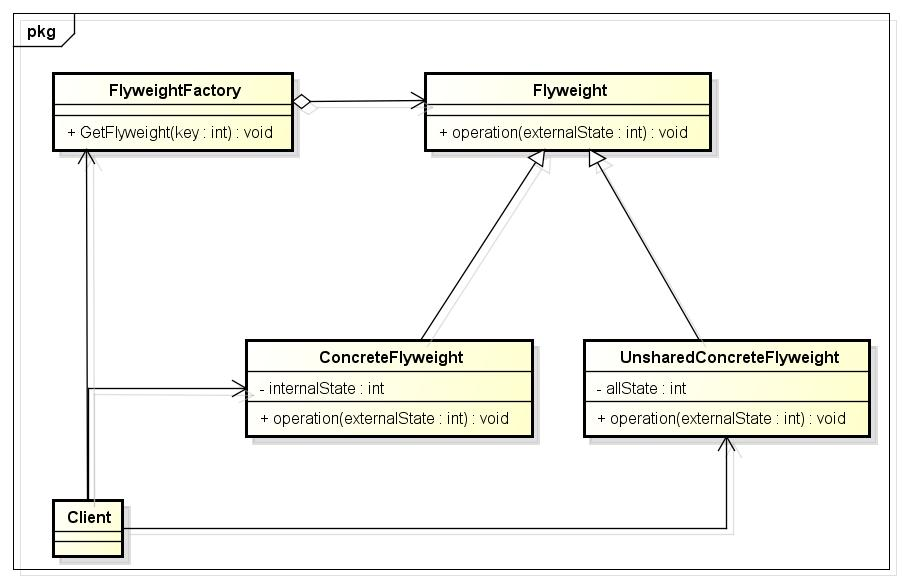 pkg
FlyweightFactory
+ GetFlyweight(key : int) : void
Flyweight
+ operation(externalState : int) : void
ConcreteFlyweight
- internalState : int
+ operation(externalState : int) : void
UnsharedConcreteFlyweight
- allState : int
+ operation(externalState : int) : void
Client